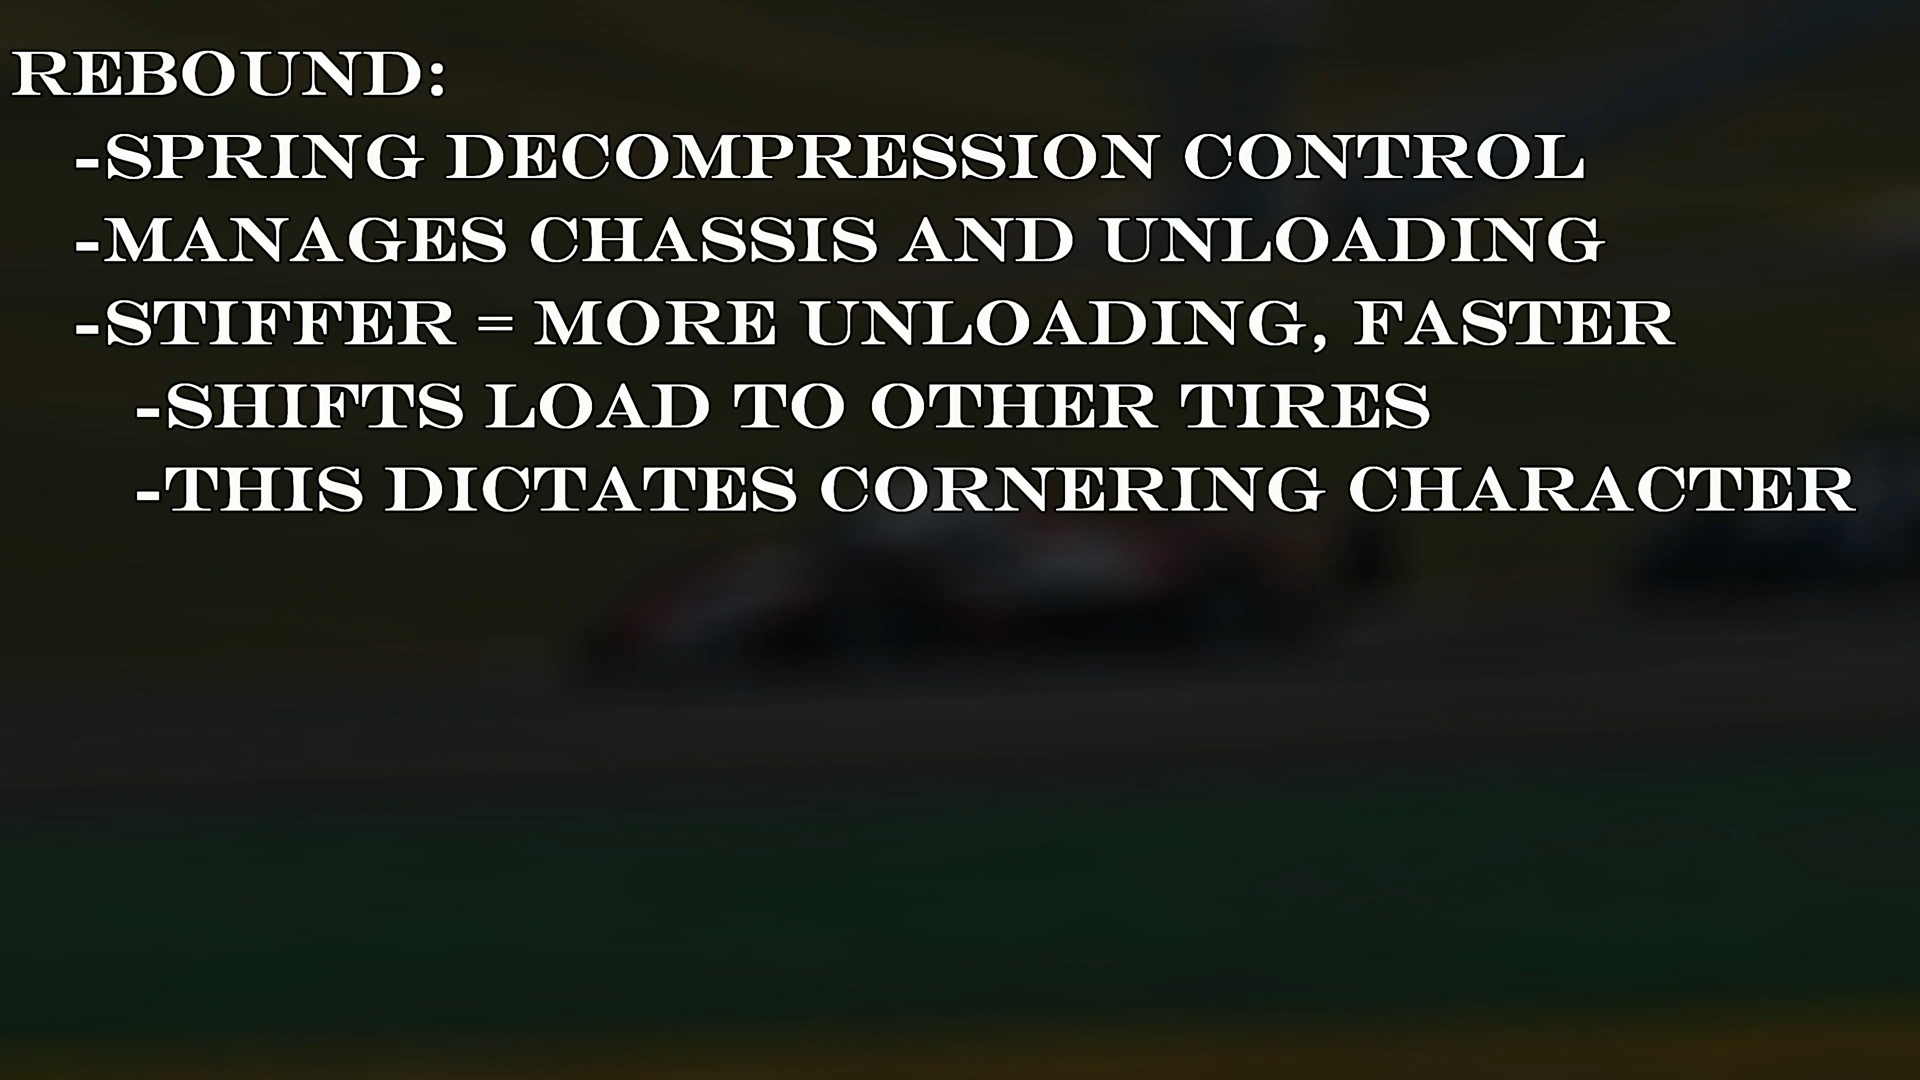 REBOUND:
-SPRING DECOMPRESSION CONTROL
-MANAGES CHASSIS AND UNLOADING
-STIFFER = MORE UNLOADING, FASTER
-SHIFTS LOAD TO OTHER TIRES
-THIS DICTATES CORNERING CHARACTER